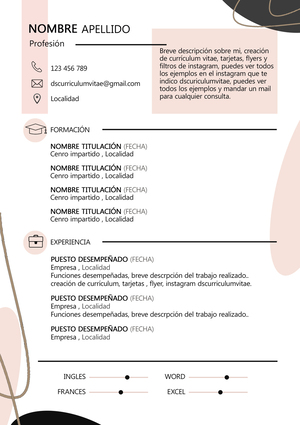 NOMBRE APELLIDO
Profesión
Breve descripción sobre mi, creación
de currículum vitae, tarjetas, flyers y
filtros de instagram, puedes ver todos
los ejemplos en el instagram que te
indico dscurriculumvitae, puedes ver
todos los ejemplos y mandar un mail
para cualquier consulta.
123 456 789
dscurriculumvitae@gmail.com
Localidad
FORMACIÓN
NOMBRE TITULACIÓN (FECHA)
Cenro impartido , Localidad
NOMBRE TITULACIÓN (FECHA)
Cenro impartido , Localidad
NOMBRE TITULACIÓN (FECHA)
Cenro impartido , Localidad
NOMBRE TITULACIÓN (FECHA)
Cenro impartido , Localidad
EXPERIENCIA
PUESTO DESEMPEÑADO (FECHA)
Empresa , Localidad
Funciones desempeñadas, breve descrpción del trabajo realizado..
creación de currículum, tarjetas , flyer, instagram dscurriculumvitae.
PUESTO DESEMPEÑADO (FECHA)
Empresa , Localidad
Funciones desempeñadas, breve descrpción del trabajo realizado..
PUESTO DESEMPEÑADO (FECHA)
Empresa , Localidad
INGLES WORD
FRANCES EXCEL